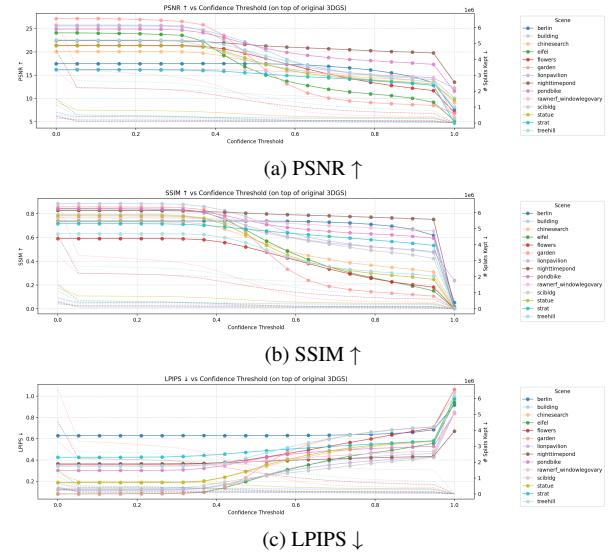 PSNR ↑ vs Confidence Threshold (on top of original 3DGS)
1e6
25
20
15
10
5
PSNR ↑
6
5
4
3
2
1
0
# Splats Kept ↓
0.0 0.2 0.4 0.6 0.8 1.0
Confidence Threshold
Scene
berlin
building
chinesearch
eifel
flowers
garden
lionpavilion
nighttimepond
pondbike
rawnerf_windowlegovary
scibldg
statue
strat
treehill
(a) PSNR ↑
SSIM ↑ vs Confidence Threshold (on top of original 3DGS)
1e6
0.8
0.6
0.4
0.2
0.0
SSIM ↑
6
5
4
3
2
1
0
# Splats Kept ↓
0.0 0.2 0.4 0.6 0.8 1.0
Confidence Threshold
Scene
berlin
building
chinesearch
eifel
flowers
garden
lionpavilion
nighttimepond
pondbike
rawnerf_windowlegovary
scibldg
statue
strat
treehill
(b) SSIM ↑
LPIPS ↓ vs Confidence Threshold (on top of original 3DGS)
1e6
1.0
0.8
0.6
0.4
0.2
LPIPS ↓
6
5
4
3
2
1
0
# Splats Kept ↓
0.0 0.2 0.4 0.6 0.8 1.0
Confidence Threshold
Scene
berlin
building
chinesearch
eifel
flowers
garden
lionpavilion
nighttimepond
pondbike
rawnerf_windowlegovary
scibldg
statue
strat
treehill
(c) LPIPS ↓